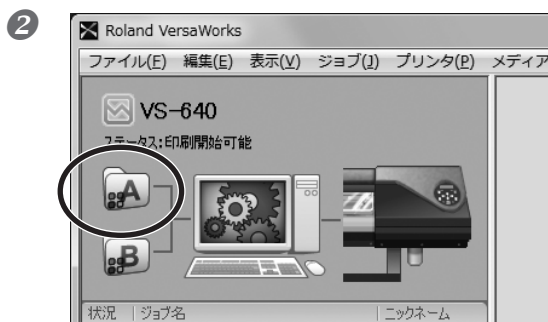 2
Roland VersaWorks
ファイル(F) 編集(E) 表示(V) ジョブ(J) プリンタ(P) メディア
VS-640
ステータス:印刷開始可能
A
B
状況 ジョブ名 ニックネーム